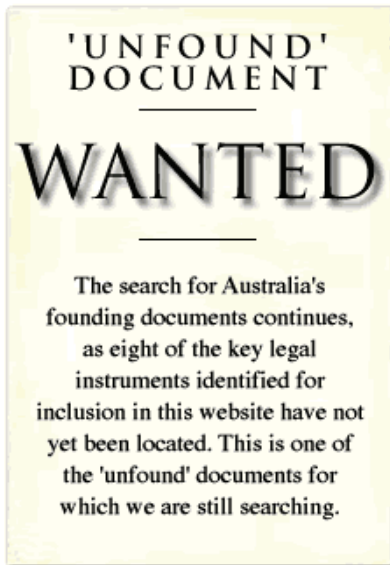 'UNFOUND'
DOCUMENT
WANTED
The search for Australia's
founding documents continues,
as eight of the key legal
instruments identified for
inclusion in this website have not
yet been located. This is one of
the 'unfound' documents for
which we are still searching.